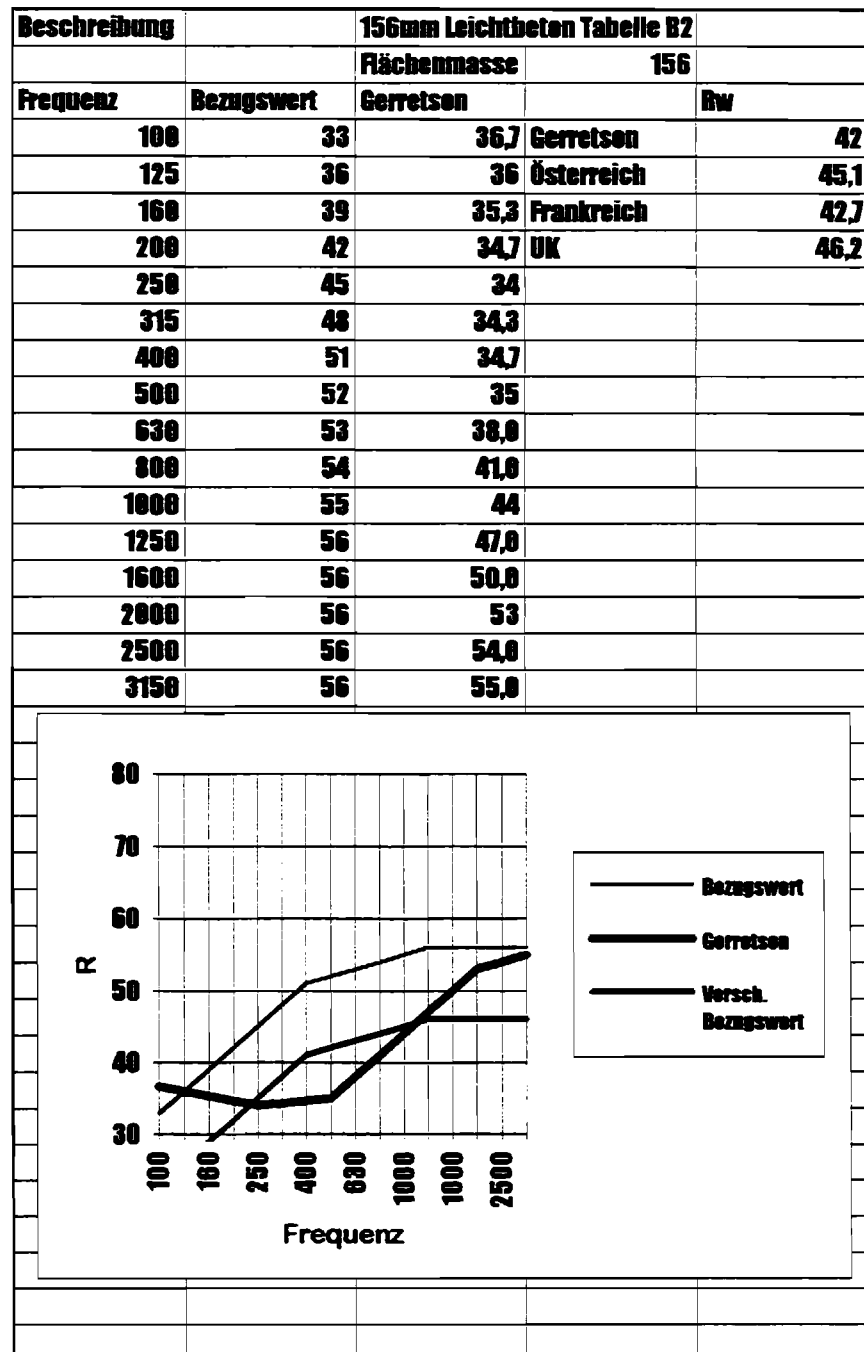 Beschreibung 156mm Leichtbeton Tabelle B2
Flächenmasse 156
Frequenz Bezugswert Gerretsen Rw
100 33 36,7 Gerretsen 42
125 36 36 Österreich 45,1
160 39 35,3 Frankreich 42,7
200 42 34,7 UK 46,2
250 45 34
315 48 34,3
400 51 34,7
500 52 35
630 53 38,0
800 54 41,0
1000 55 44
1250 56 47,0
1600 56 50,0
2000 56 53
2500 56 54,0
3150 56 55,0
80
70
60
50
40
30
R
100 160 250 400 630 1000 1000 2500
Frequenz
Bezugswert
Gerretsen
Versch.
Bezugswert